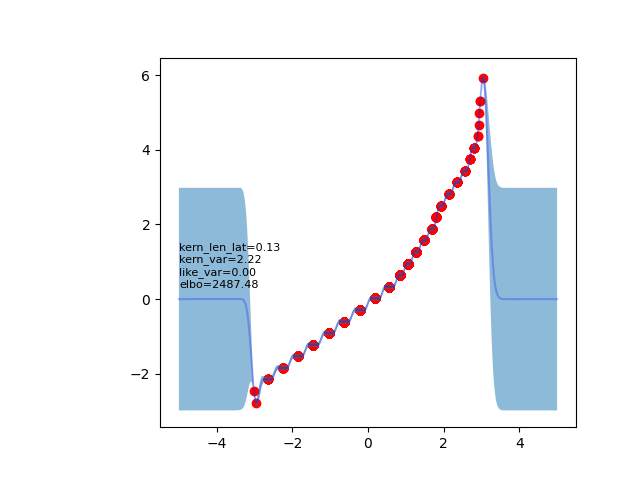 6
4
2
0
−2
kern_len_lat=0.13
kern_var=2.22
like_var=0.00
elbo=2487.48
−4 −2 0 2 4